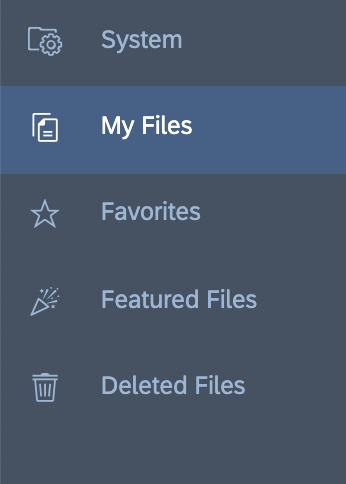 System
My Files
Favorites
Featured Files
Deleted Files